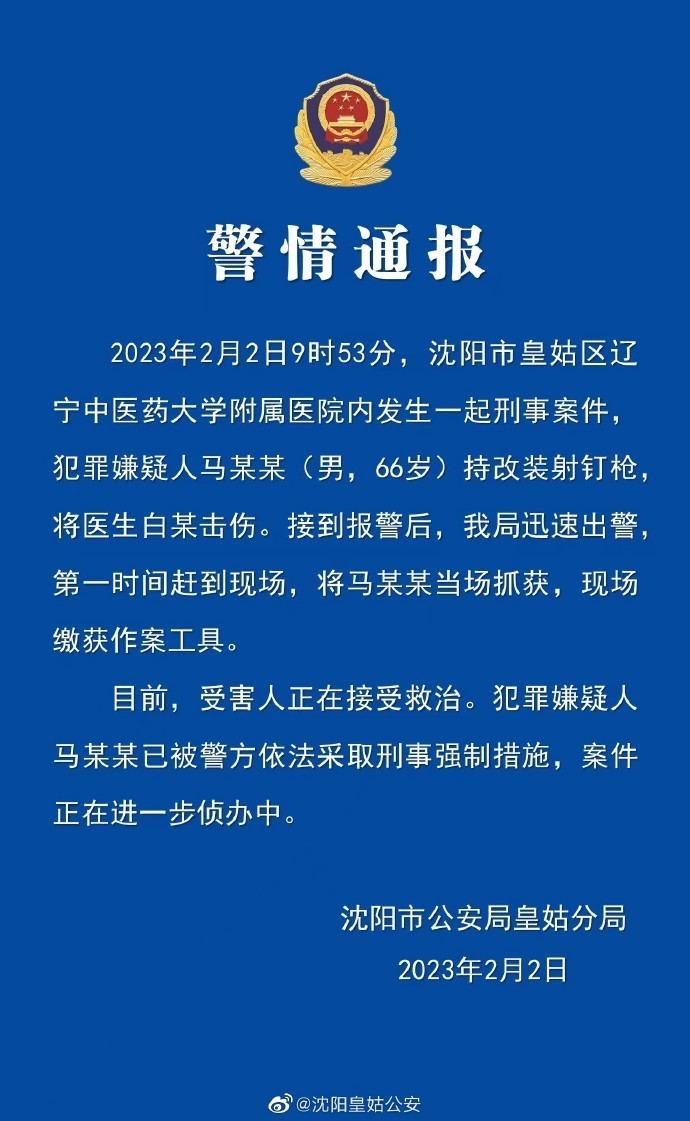 警情通报
2023年2月2日9时53分，沈阳市皇姑区辽
宁中医药大学附属医院内发生一起刑事案件，
犯罪嫌疑人马某某（男，66岁）持改装射钉枪，
将医生白某击伤。接到报警后，我局迅速出警，
第一时间赶到现场，将马某某当场抓获，现场
缴获作案工具。
目前，受害人正在接受救治。犯罪嫌疑人
马某某已被警方依法采取刑事强制措施，案件
正在进一步侦办中。
沈阳市公安局皇姑分局
2023年2月2日
@沈阳皇姑公安